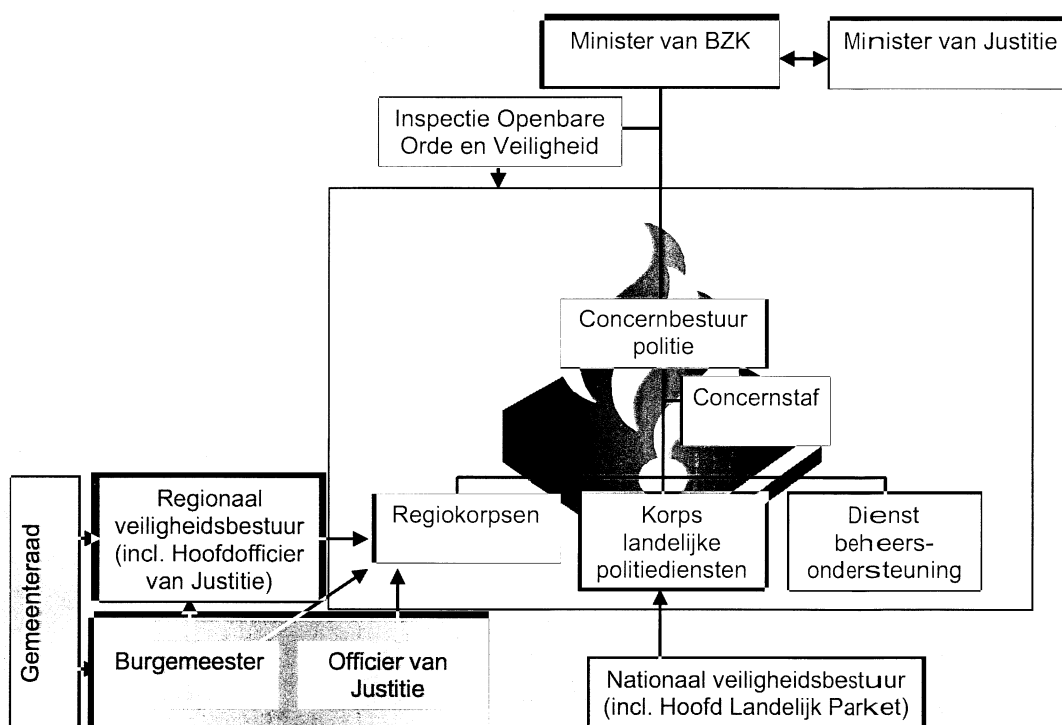 Minister van BZK
Minister van Justitie
Inspectie Openbare
Orde en Veiligheid
Concernbestuur
politie
Concernstaf
Gemeenteraad
Regionaal
veiligheidsbestuur
(incl. Hoofdofficier
van Justitie)
Regiokorpsen
Korps
landelijke
politiediensten
Dienst
beheers-
ondersteuning
Burgemeester
Officier van
Justitie
Nationaal veiligheidsbestuur
(incl. Hoofd Landelijk Parket)